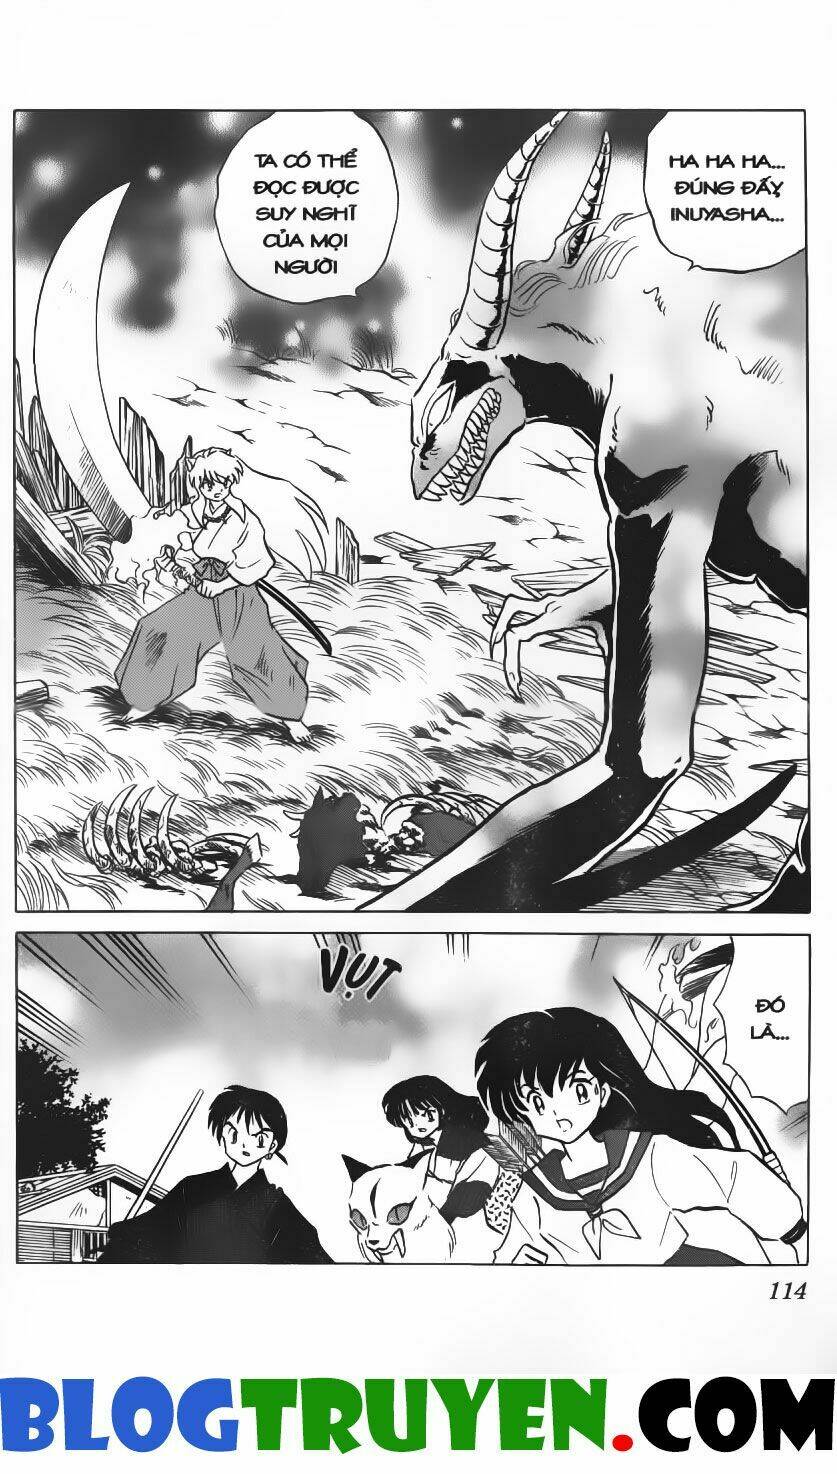 HA HA HA...
ĐÚNG ĐẤY,
INUYASHA...
TA CÓ THỂ
ĐỌC ĐƯỢC
SUY NGHĨ
CỦA MỌI
NGƯỜI
VỤT
ĐÓ
LÀ...
114
BLOGTRUYEN.COM